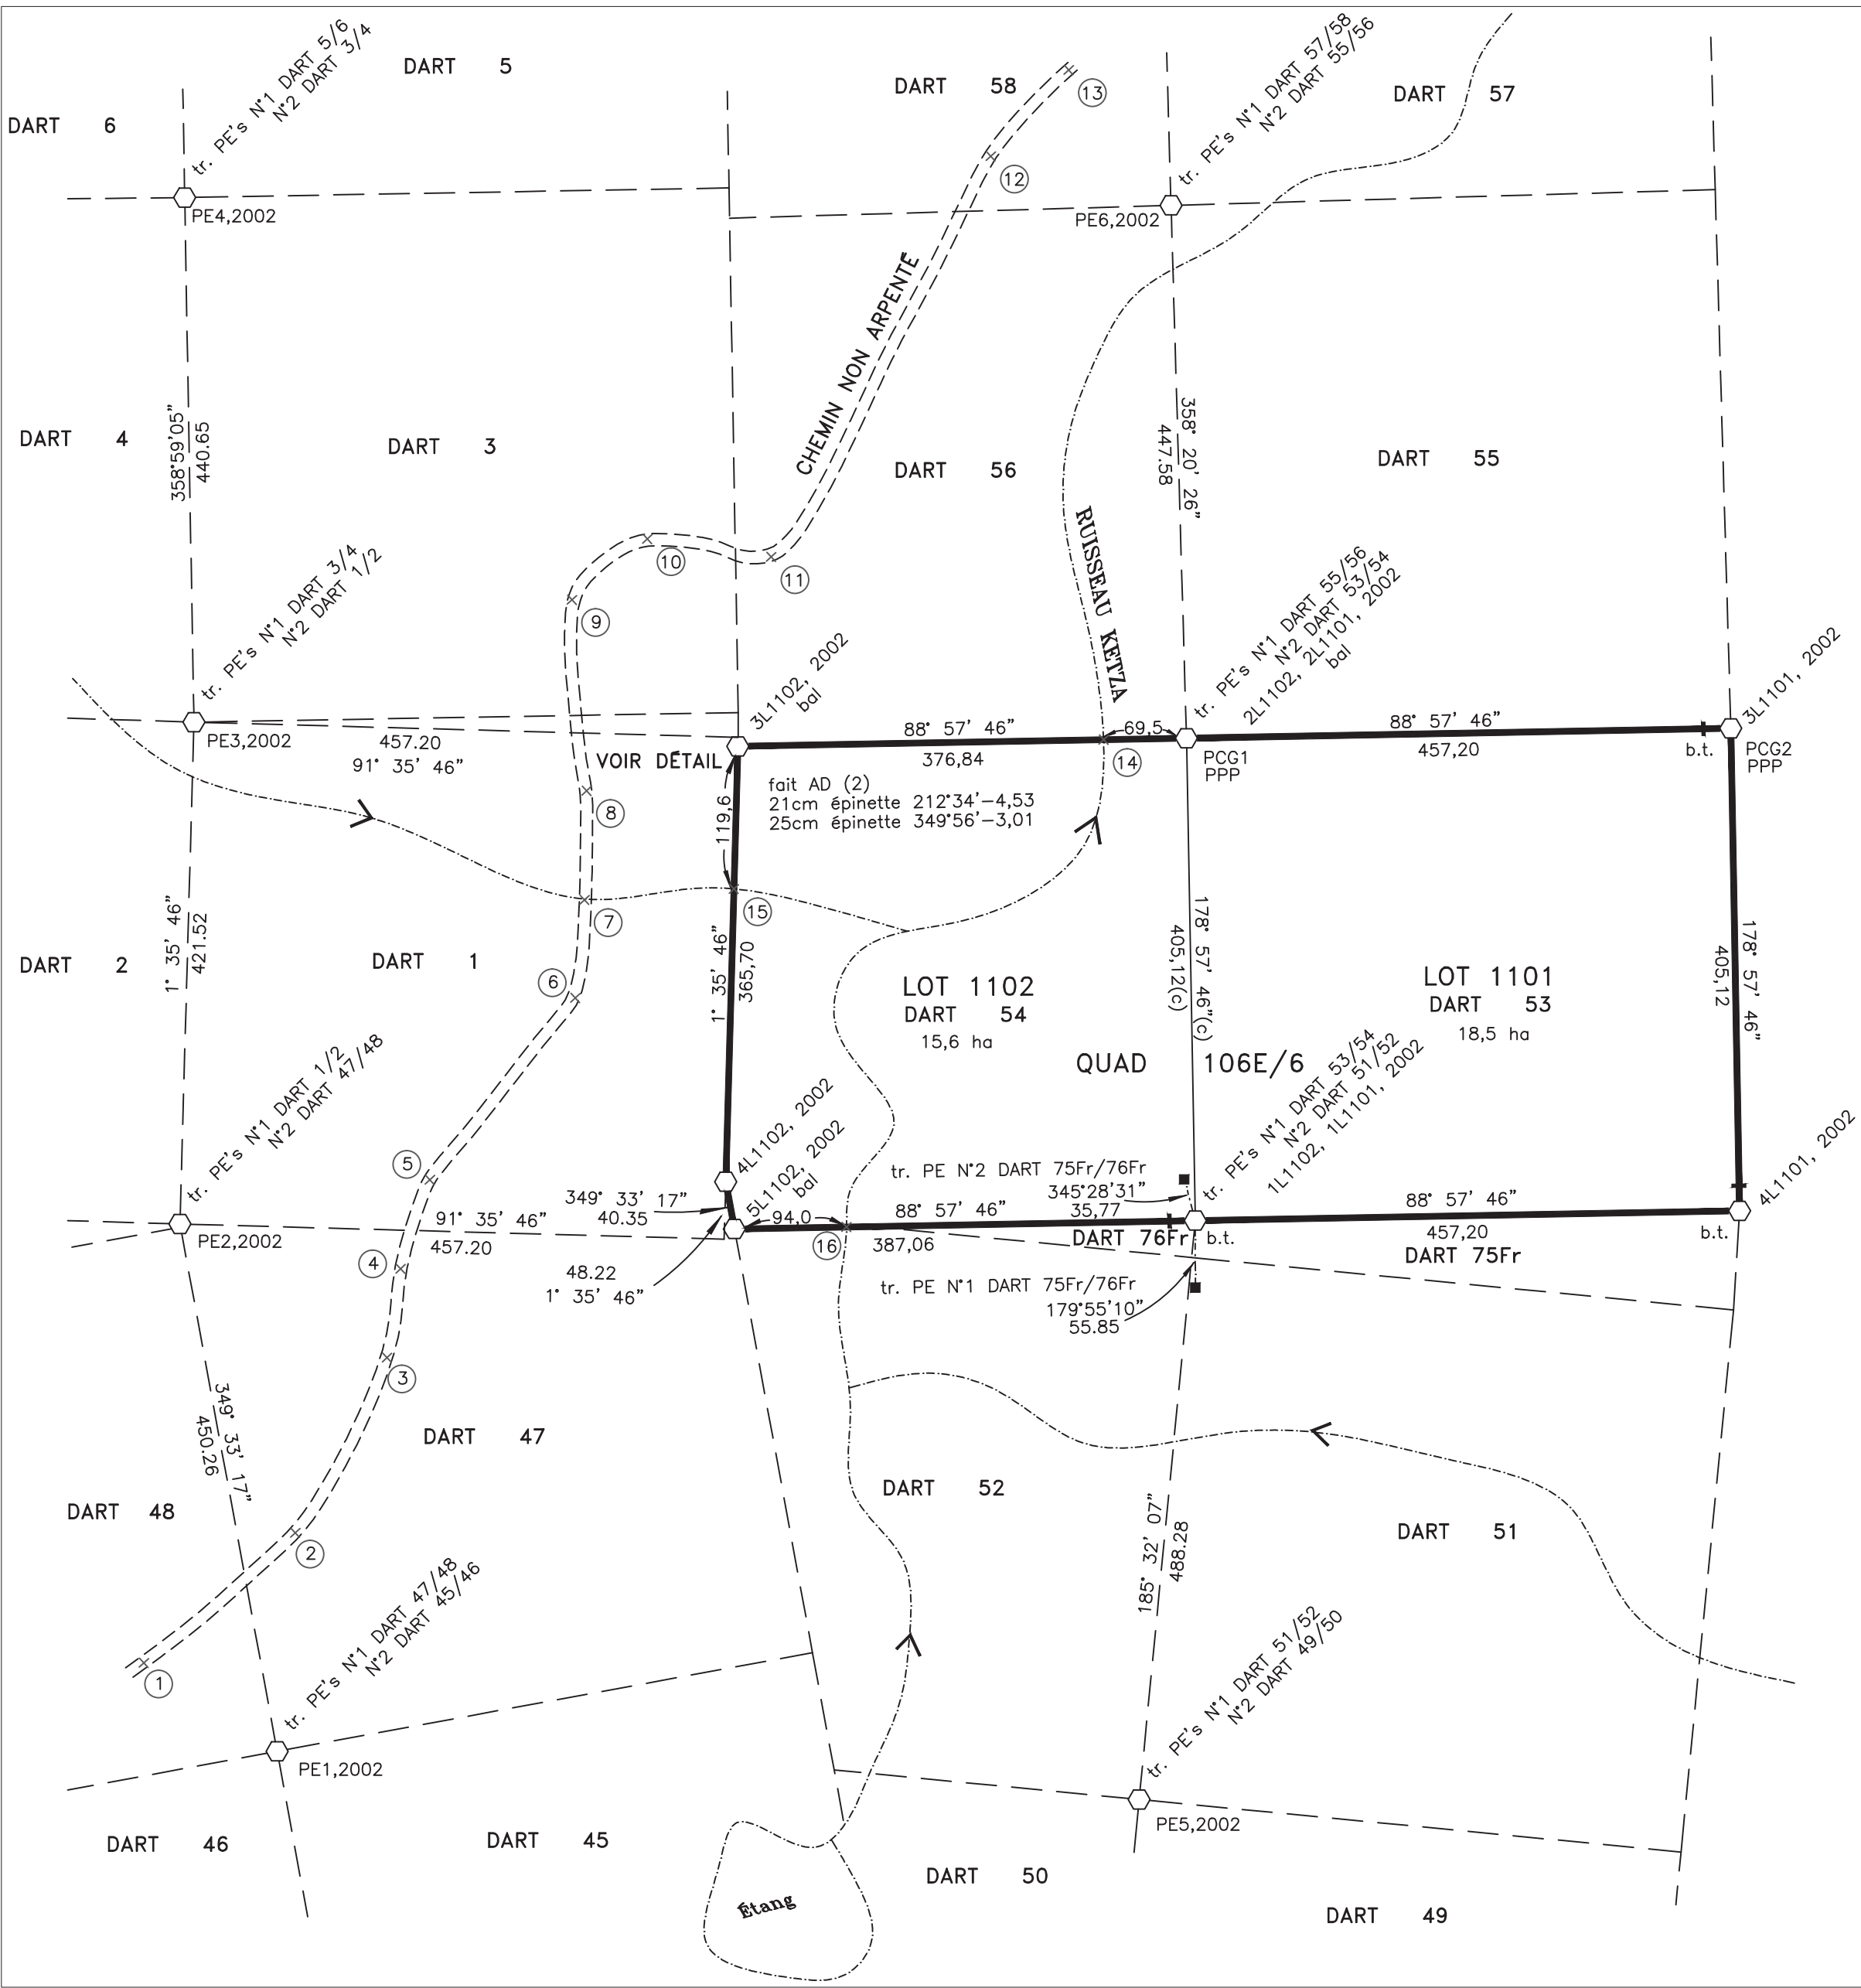 tr. PE's N°1 DART 5/6
N°2 DART 3/4
DART 5
DART 58
tr. PE's N°1 DART 57/58
N°2 DART 55/56
DART 57
DART 6
13
12
PE4,2002
PE6,2002
CHEMIN NON ARPENTÉ
DART 4
358°59'05"
440.65
DART 3
DART 56
358° 20' 26"
447.58
DART 55
RUISSEAU KETZA
10
11
9
tr. PE's N°1 DART 3/4
N°2 DART 1/2
3L1102, 2002
bal
tr. PE's N°1 DART 55/56
N°2 DART 53/54
2L1102, 2L1101, 2002
bal
3L1101, 2002
PE3,2002
457.20
91° 35' 46"
VOIR DÉTAIL
88° 57' 46"
376,84
69,5
14
PCG1
PPP
88° 57' 46"
457,20
b.t.
PCG2
PPP
119,6
fait AD (2)
21cm épinette 212°34'–4,53
25cm épinette 349°56'–3,01
8
7
15
DART 2
1° 35' 46"
421.52
DART 1
6
1° 35' 46"
365,70
LOT 1102
DART 54
15,6 ha
178° 57' 46"(c)
405,12(c)
LOT 1101
DART 53
18,5 ha
178° 57' 46"
405,12
QUAD 106E/6
tr. PE's N°1 DART 1/2
N°2 DART 47/48
5
4L1102, 2002
5L1102, 2002
bal
tr. PE N°2 DART 75Fr/76Fr
345°28'31"
35,77
tr. PE's N°1 DART 53/54
N°2 DART 51/52
1L1102, 1L1101, 2002
4L1101, 2002
349° 33' 17"
40.35
PE2,2002
91° 35' 46"
457.20
94,0
16
88° 57' 46"
387,06
DART 76Fr
b.t.
88° 57' 46"
457,20
b.t.
DART 75Fr
4
48.22
1° 35' 46"
tr. PE N°1 DART 75Fr/76Fr
179°55'10"
55.85
3
349° 33' 17"
450.26
DART 47
DART 52
DART 48
185° 32' 07"
488.28
DART 51
2
1
tr. PE's N°1 DART 47/48
N°2 DART 45/46
tr. PE's N°1 DART 51/52
N°2 DART 49/50
PE1,2002
PE5,2002
DART 46
DART 45
DART 50
Étang
DART 49